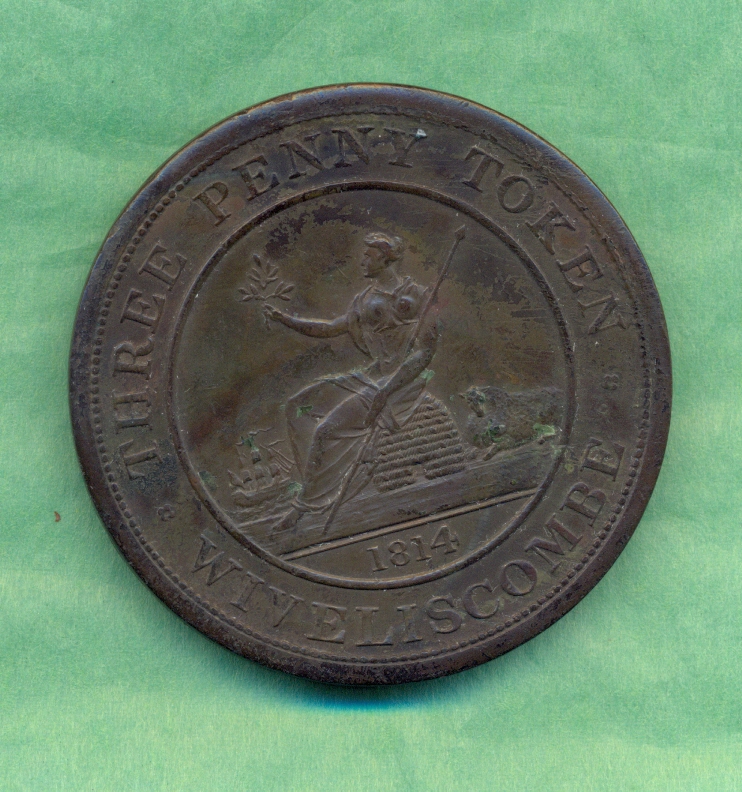 THREE PENNY TOKEN
WIVELISCOMBE
1814